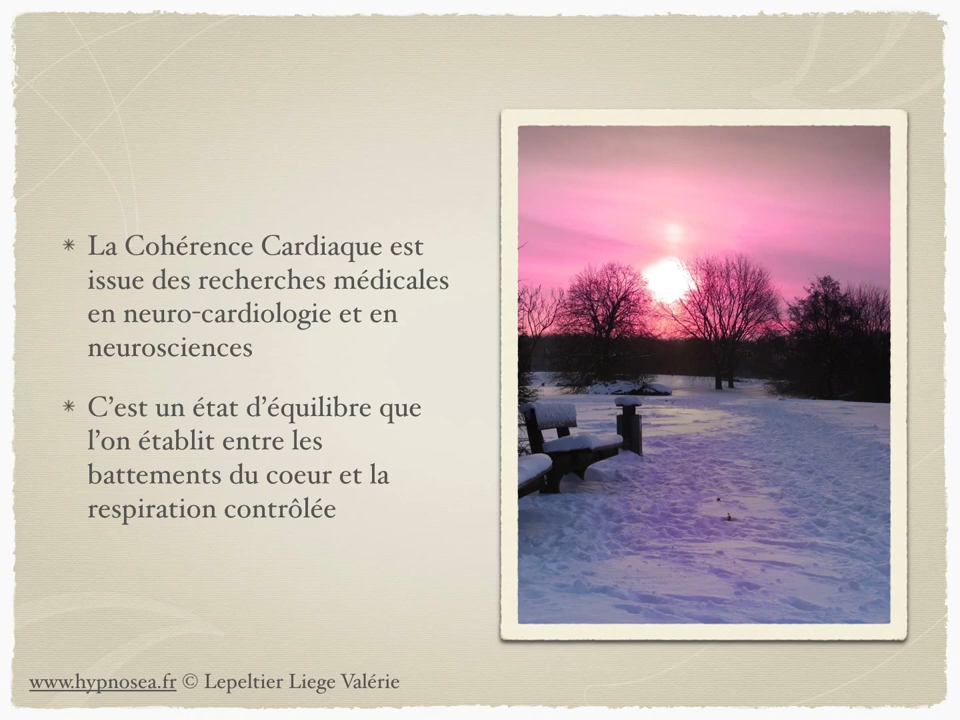 La Cohérence Cardiaque est
issue des recherches médicales
en neuro-cardiologie et en
neurosciences
C’est un état d’équilibre que
l’on établit entre les
battements du coeur et la
respiration contrôlée
www.hypnosea.fr © Lepeltier Liege Valérie